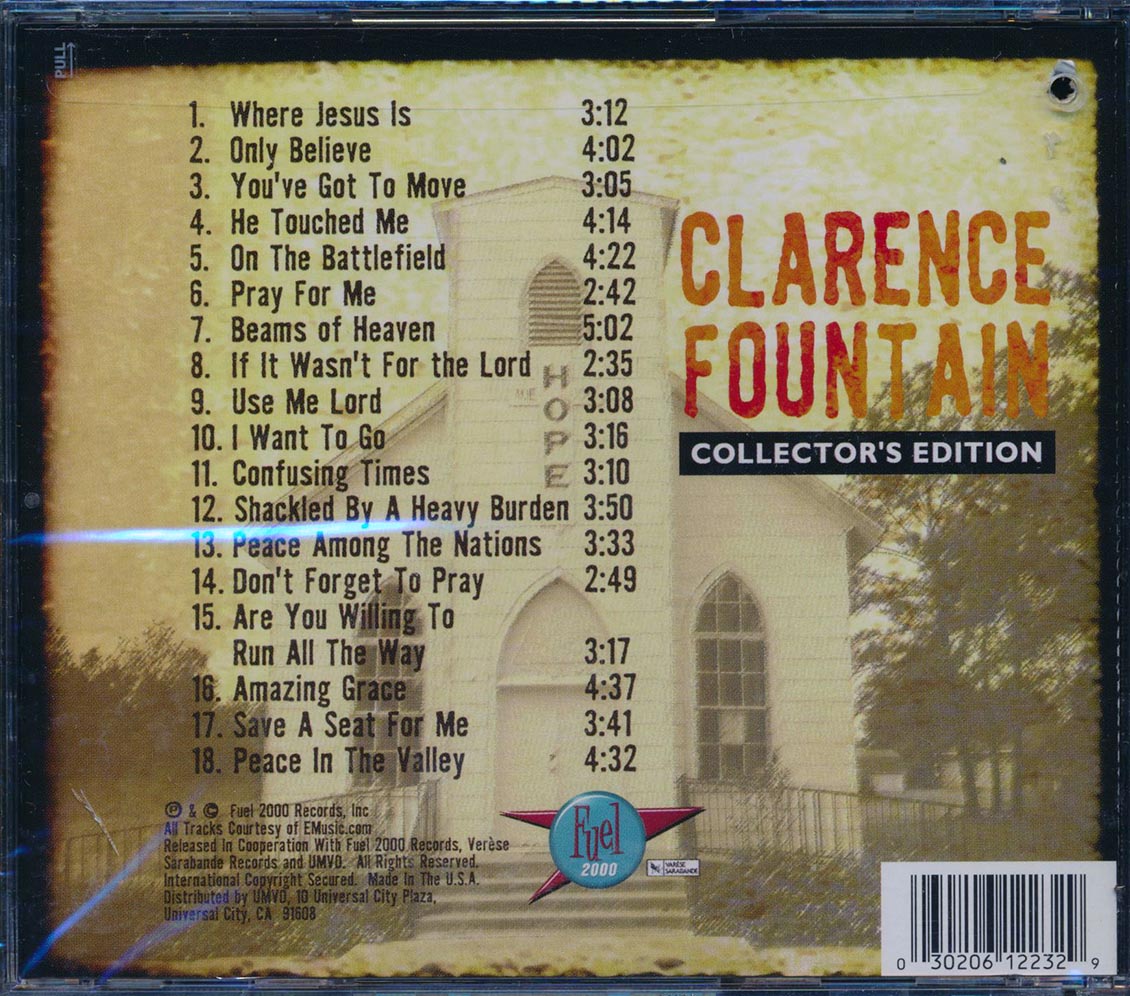 PULL
1. Where Jesus Is 3:12
2. Only Believe 4:02
3. You've Got To Move 3:05
4. He Touched Me 4:14
5. On The Battlefield 4:22
6. Pray For Me 2:42
7. Beams of Heaven 5:02
8. If It Wasn't For the Lord 2:35
9. Use Me Lord 3:08
10. I Want To Go 3:16
11. Confusing Times 3:10
12. Shackled By A Heavy Burden 3:50
13. Peace Among The Nations 3:33
14. Don't Forget To Pray 2:49
15. Are You Willing To
Run All The Way 3:17
16. Amazing Grace 4:37
17. Save A Seat For Me 3:41
18. Peace In The Valley 4:32
CLARENCE
FOUNTAIN
COLLECTOR'S EDITION
HOPE
℗ & © Fuel 2000 Records, Inc
All Tracks Courtesy of EMusic.com
Released In Cooperation With Fuel 2000 Records, Verèse
Sarabande Records and UMVD. All Rights Reserved.
International Copyright Secured. Made In The U.S.A.
Distributed by UMVD, 10 Universal City Plaza,
Universal City, CA 91608
Fuel
2000
VARÈSE
SARABANDE
0 30206 12232 9